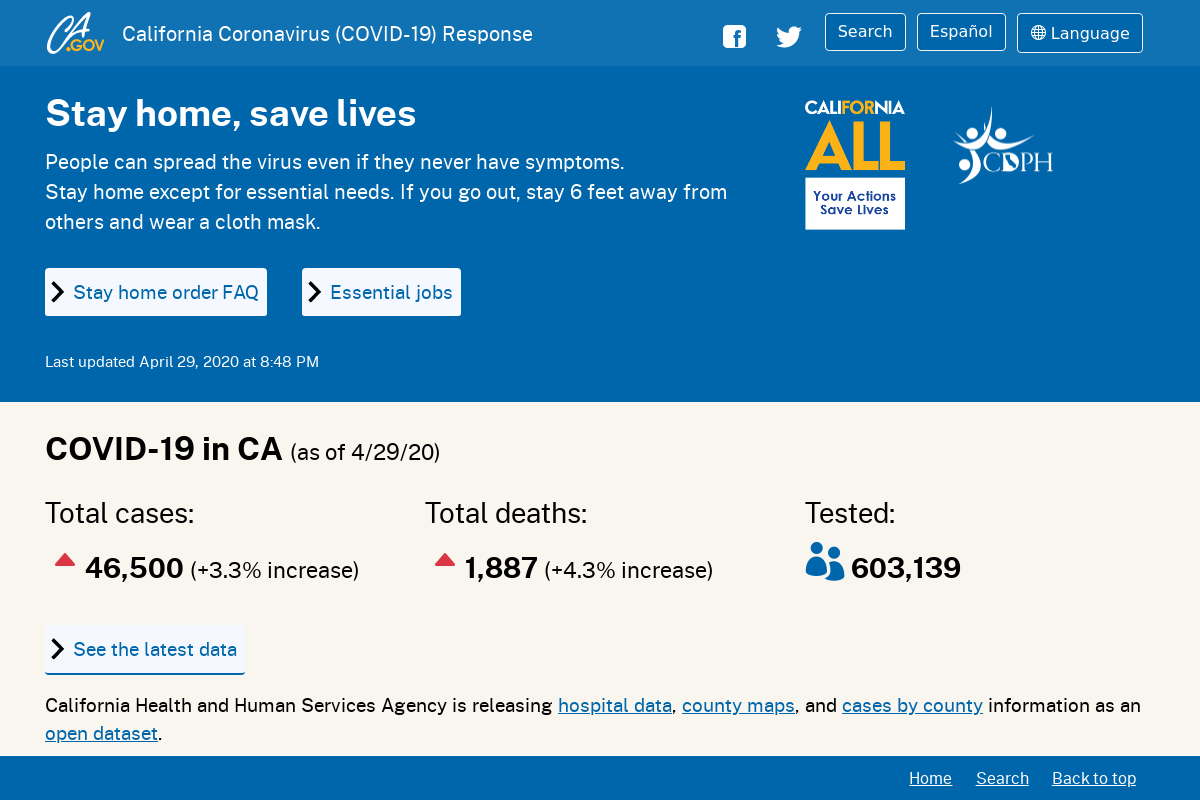 CA.GOV California Coronavirus (COVID-19) Response
Search
Español
Language
Stay home, save lives
People can spread the virus even if they never have symptoms.
Stay home except for essential needs. If you go out, stay 6 feet away from
others and wear a cloth mask.
CALIFORNIA
ALL
Your Actions
Save Lives
CDPH
Stay home order FAQ
Essential jobs
Last updated April 29, 2020 at 8:48 PM
COVID-19 in CA (as of 4/29/20)
Total cases:
46,500 (+3.3% increase)
Total deaths:
1,887 (+4.3% increase)
Tested:
603,139
See the latest data
California Health and Human Services Agency is releasing hospital data, county maps, and cases by county information as an
open dataset.
Home Search Back to top